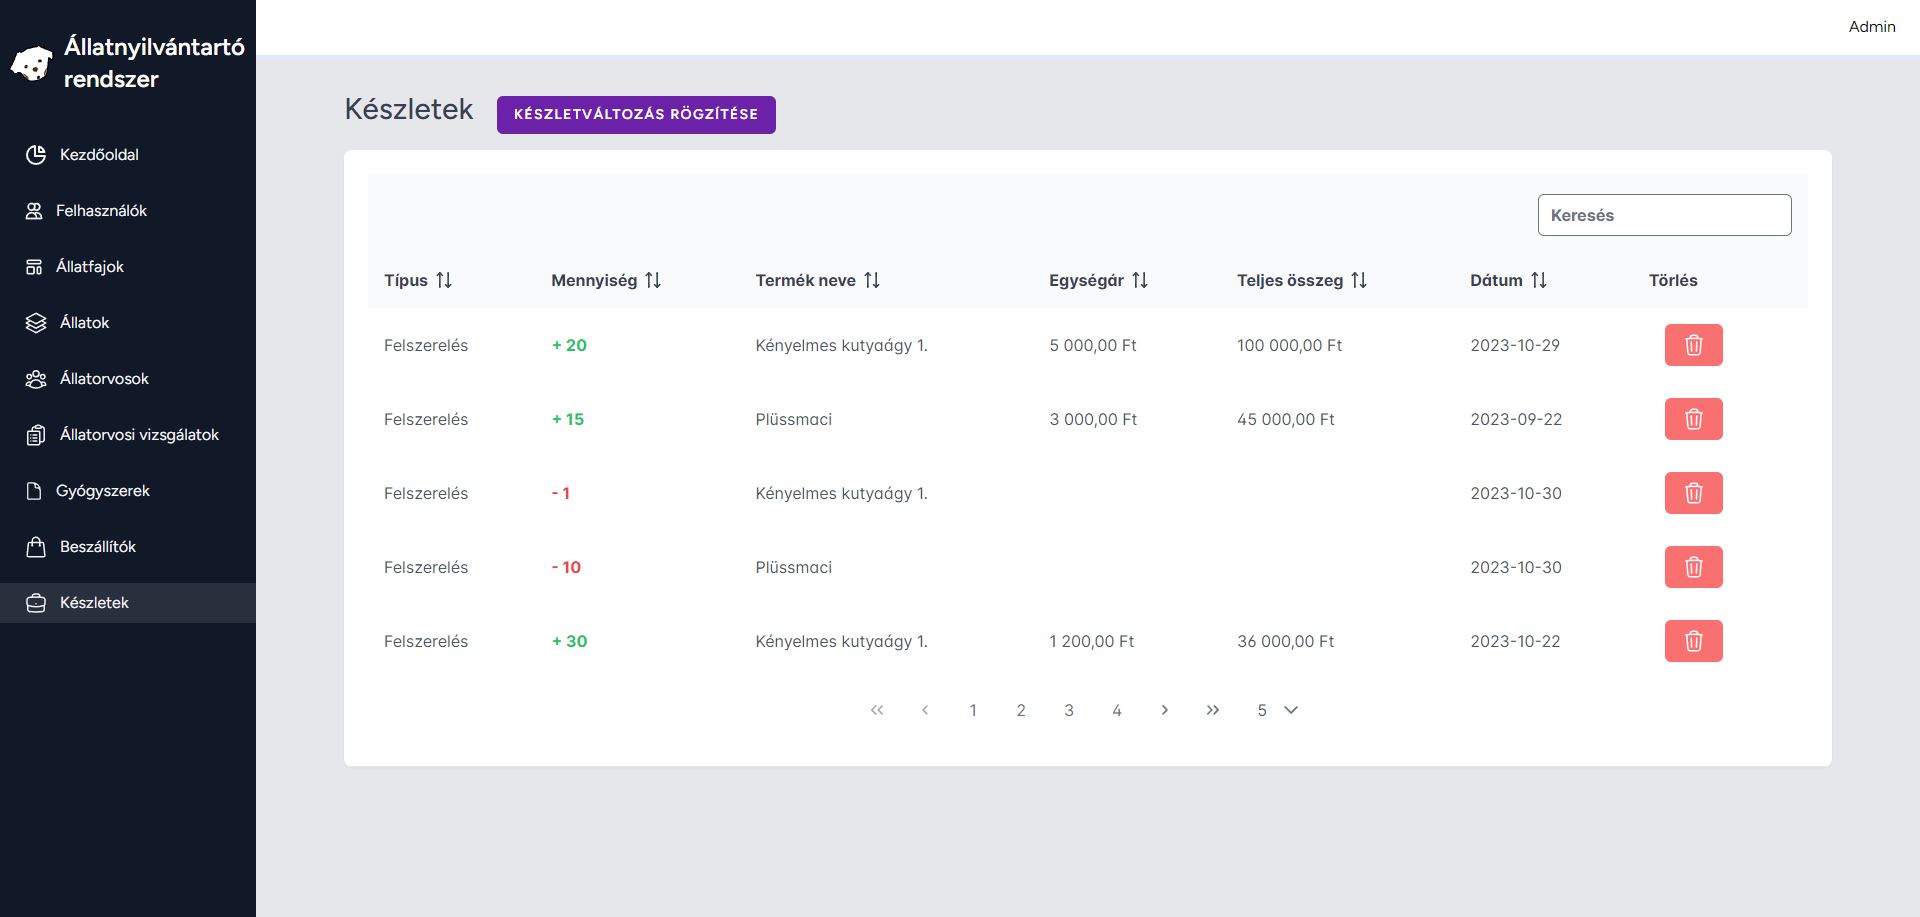 Állatnyilvántartó
rendszer
Admin
Kezdőoldal
Felhasználók
Állatfajok
Állatok
Állatorvosok
Állatorvosi vizsgálatok
Gyógyszerek
Beszállítók
Készletek
Készletek KÉSZLETVÁLTOZÁS RÖGZÍTÉSE
Keresés
Típus Mennyiség Termék neve Egységár Teljes összeg Dátum Törlés
Felszerelés + 20 Kényelmes kutyaágy 1. 5 000,00 Ft 100 000,00 Ft 2023-10-29
Felszerelés + 15 Plüssmaci 3 000,00 Ft 45 000,00 Ft 2023-09-22
Felszerelés - 1 Kényelmes kutyaágy 1. 2023-10-30
Felszerelés - 10 Plüssmaci 2023-10-30
Felszerelés + 30 Kényelmes kutyaágy 1. 1 200,00 Ft 36 000,00 Ft 2023-10-22
1 2 3 4 5